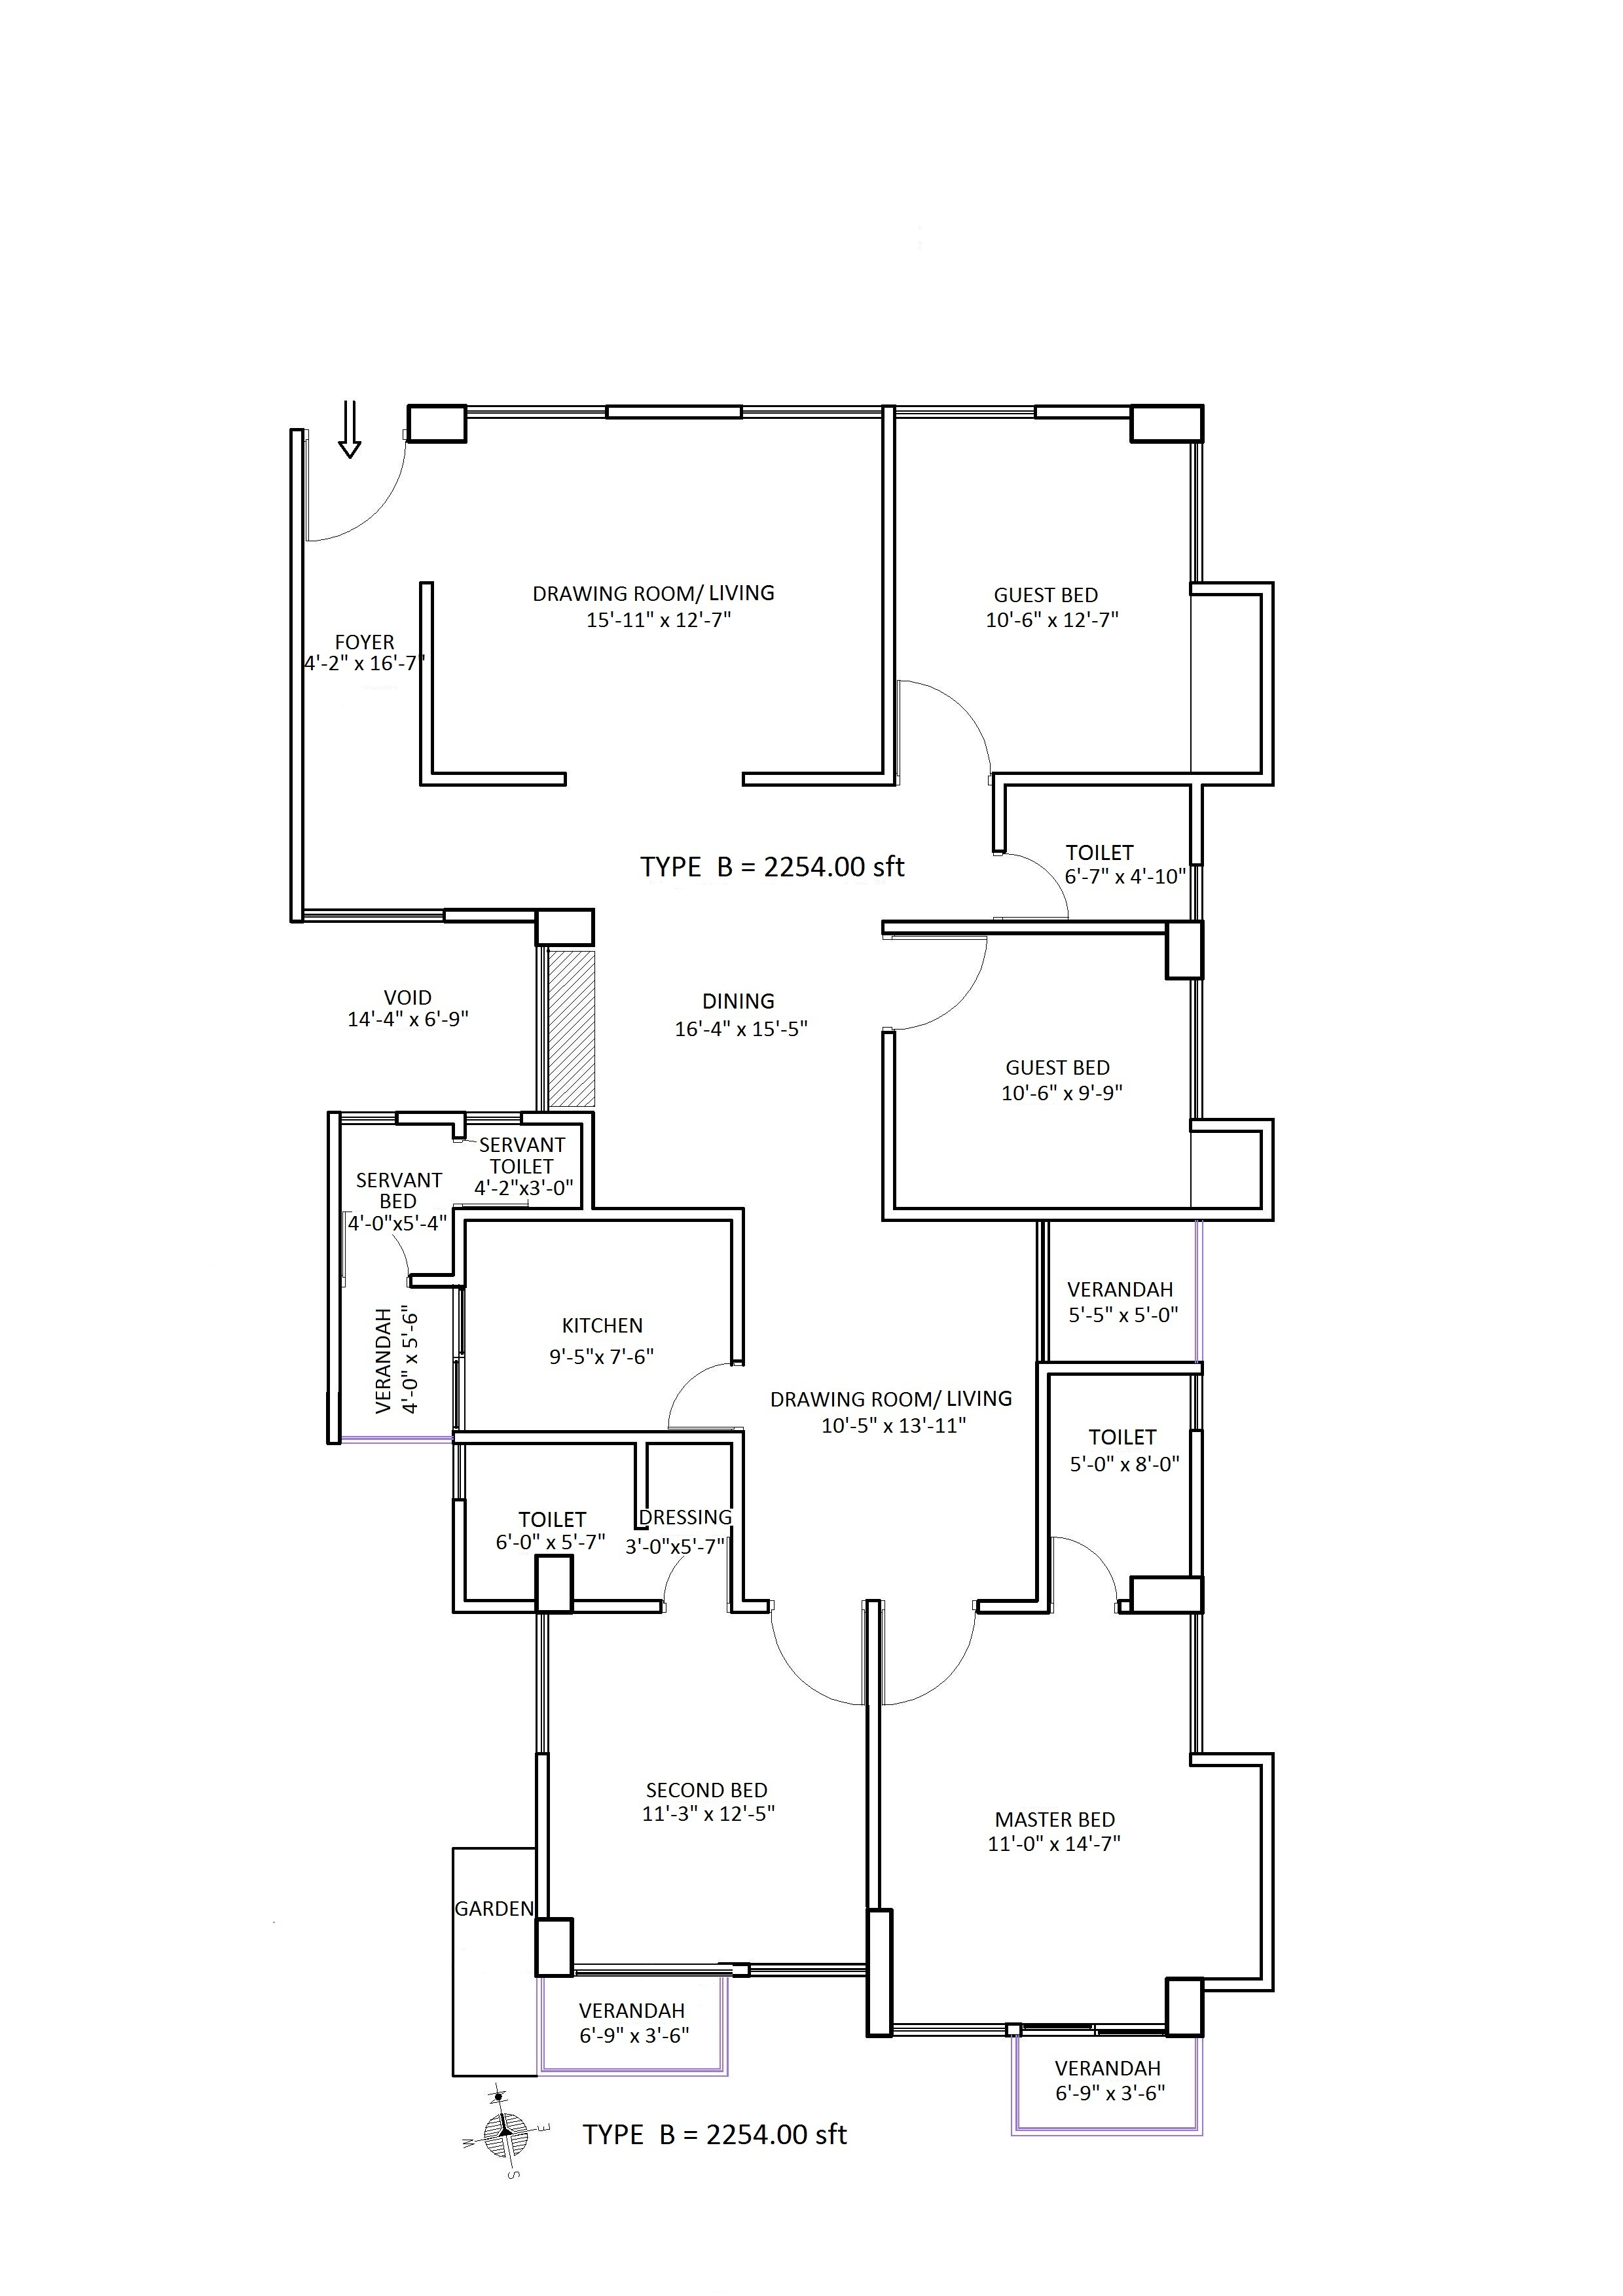 DRAWING ROOM/ LIVING
15'-11" x 12'-7"
GUEST BED
10'-6" x 12'-7"
FOYER
4'-2" x 16'-7"
TYPE B = 2254.00 sft
TOILET
6'-7" x 4'-10"
VOID
14'-4" x 6'-9"
DINING
16'-4" x 15'-5"
GUEST BED
10'-6" x 9'-9"
SERVANT
TOILET
4'-2"x3'-0"
SERVANT
BED
4'-0"x5'-4"
VERANDAH
4'-0" x 5'-6"
KITCHEN
9'-5"x 7'-6"
VERANDAH
5'-5" x 5'-0"
DRAWING ROOM/ LIVING
10'-5" x 13'-11"
TOILET
5'-0" x 8'-0"
TOILET
6'-0" x 5'-7"
DRESSING
3'-0"x5'-7"
SECOND BED
11'-3" x 12'-5"
MASTER BED
11'-0" x 14'-7"
GARDEN
VERANDAH
6'-9" x 3'-6"
VERANDAH
6'-9" x 3'-6"
N
E
W
S
TYPE B = 2254.00 sft